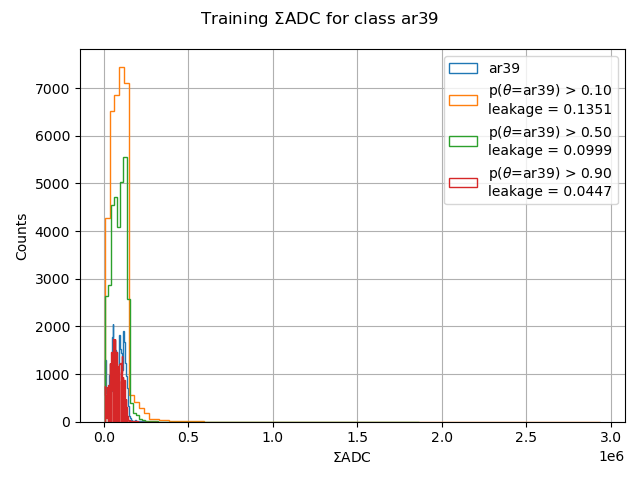 Training ΣADC for class ar39
Counts
7000
6000
5000
4000
3000
2000
1000
0
ar39
p(θ=ar39) > 0.10
leakage = 0.1351
p(θ=ar39) > 0.50
leakage = 0.0999
p(θ=ar39) > 0.90
leakage = 0.0447
0.0 0.5 1.0 1.5 2.0 2.5 3.0
1e6
ΣADC